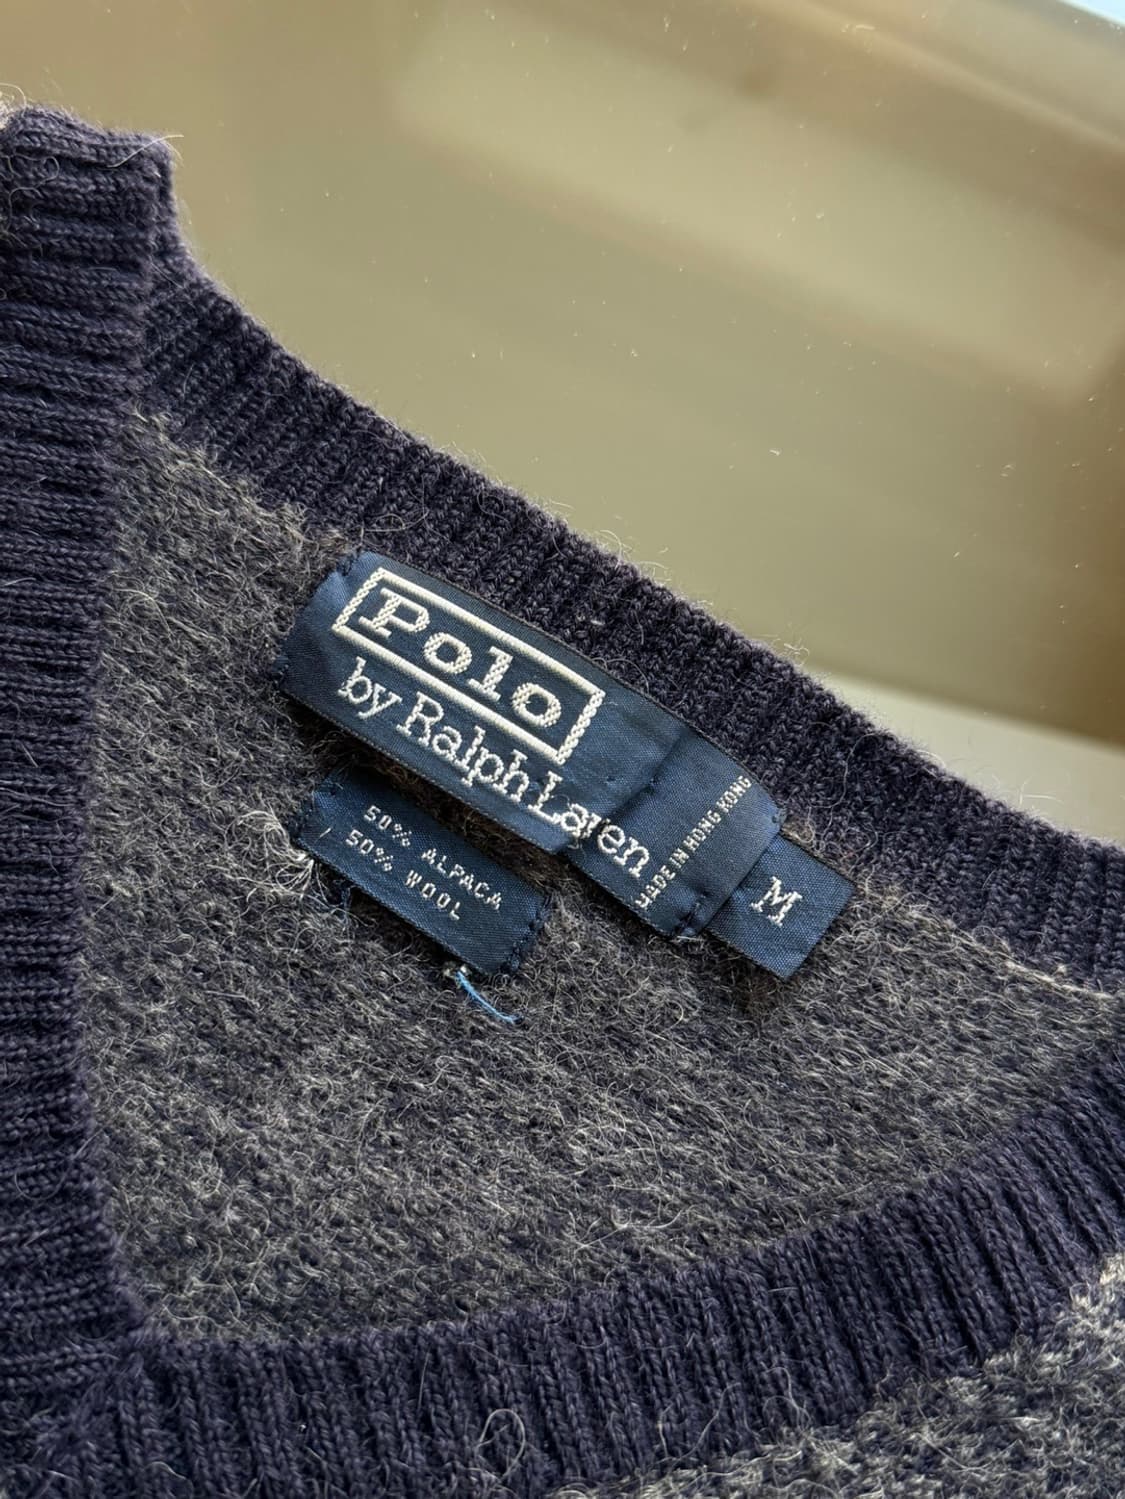 Polo
by Ralph Lauren
MADE IN HONG KONG
M
50% ALPACA
50% WOOL